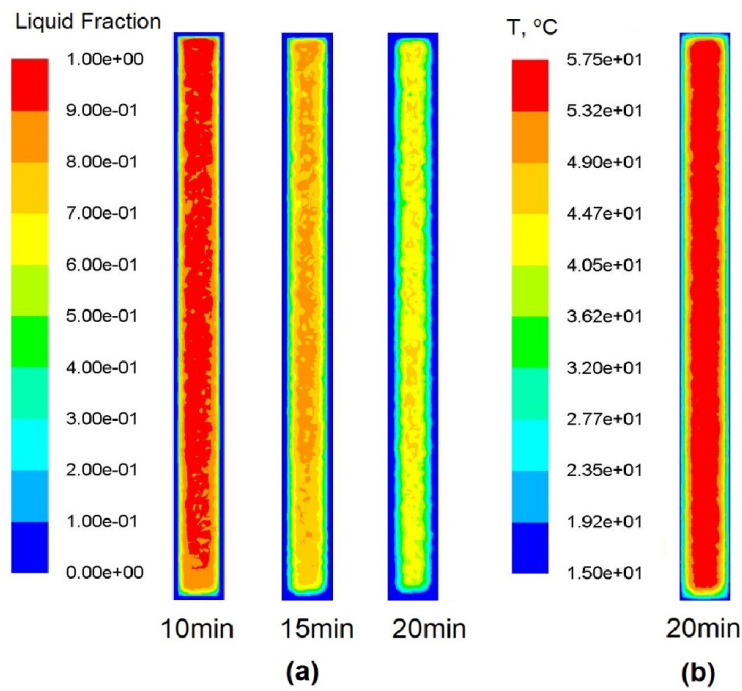 Liquid Fraction
1.00e+00
9.00e-01
8.00e-01
7.00e-01
6.00e-01
5.00e-01
4.00e-01
3.00e-01
2.00e-01
1.00e-01
0.00e+00
10min
15min
20min
(a)
T, ºC
5.75e+01
5.32e+01
4.90e+01
4.47e+01
4.05e+01
3.62e+01
3.20e+01
2.77e+01
2.35e+01
1.92e+01
1.50e+01
20min
(b)